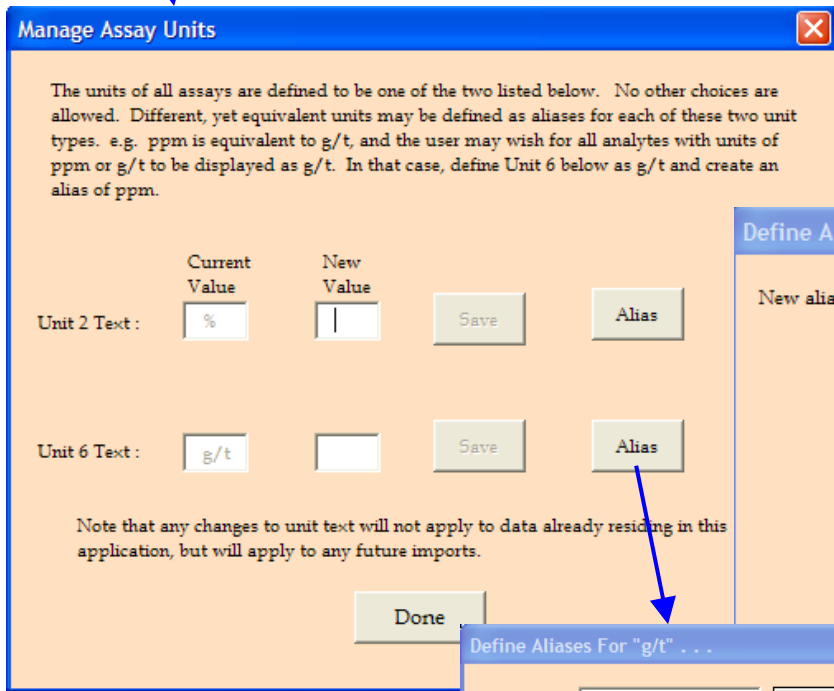 Manage Assay Units
The units of all assays are defined to be one of the two listed below. No other choices are
allowed. Different, yet equivalent units may be defined as aliases for each of these two unit
types. e.g. ppm is equivalent to g/t, and the user may wish for all analytes with units of
ppm or g/t to be displayed as g/t. In that case, define Unit 6 below as g/t and create an
alias of ppm.
Define A
New alia
Current New
Value Value
Unit 2 Text : % Save Alias
Unit 6 Text : g/t Save Alias
Note that any changes to unit text will not apply to data already residing in this
application, but will apply to any future imports.
Done
Define Aliases For "g/t" . . .